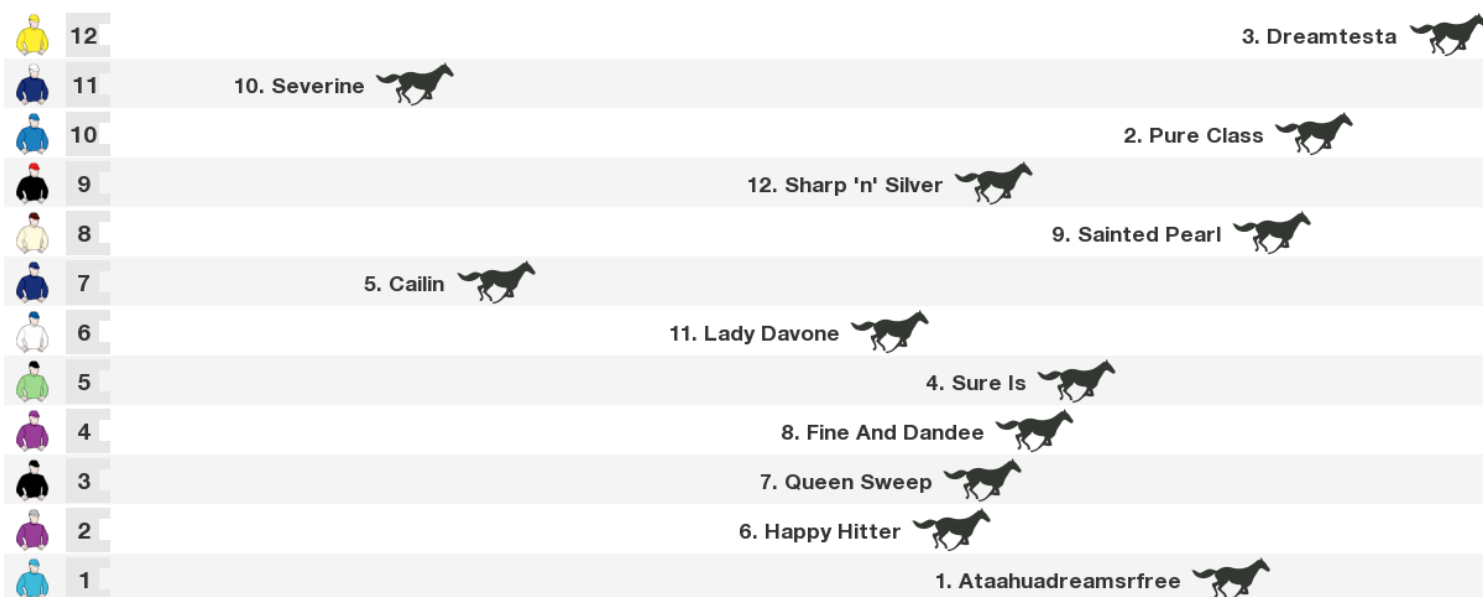 12 3. Dreamtesta
11 10. Severine
10 2. Pure Class
9 12. Sharp 'n' Silver
8 9. Sainted Pearl
7 5. Cailin
6 11. Lady Davone
5 4. Sure Is
4 8. Fine And Dandee
3 7. Queen Sweep
2 6. Happy Hitter
1 1. Ataahuadreamsrfree